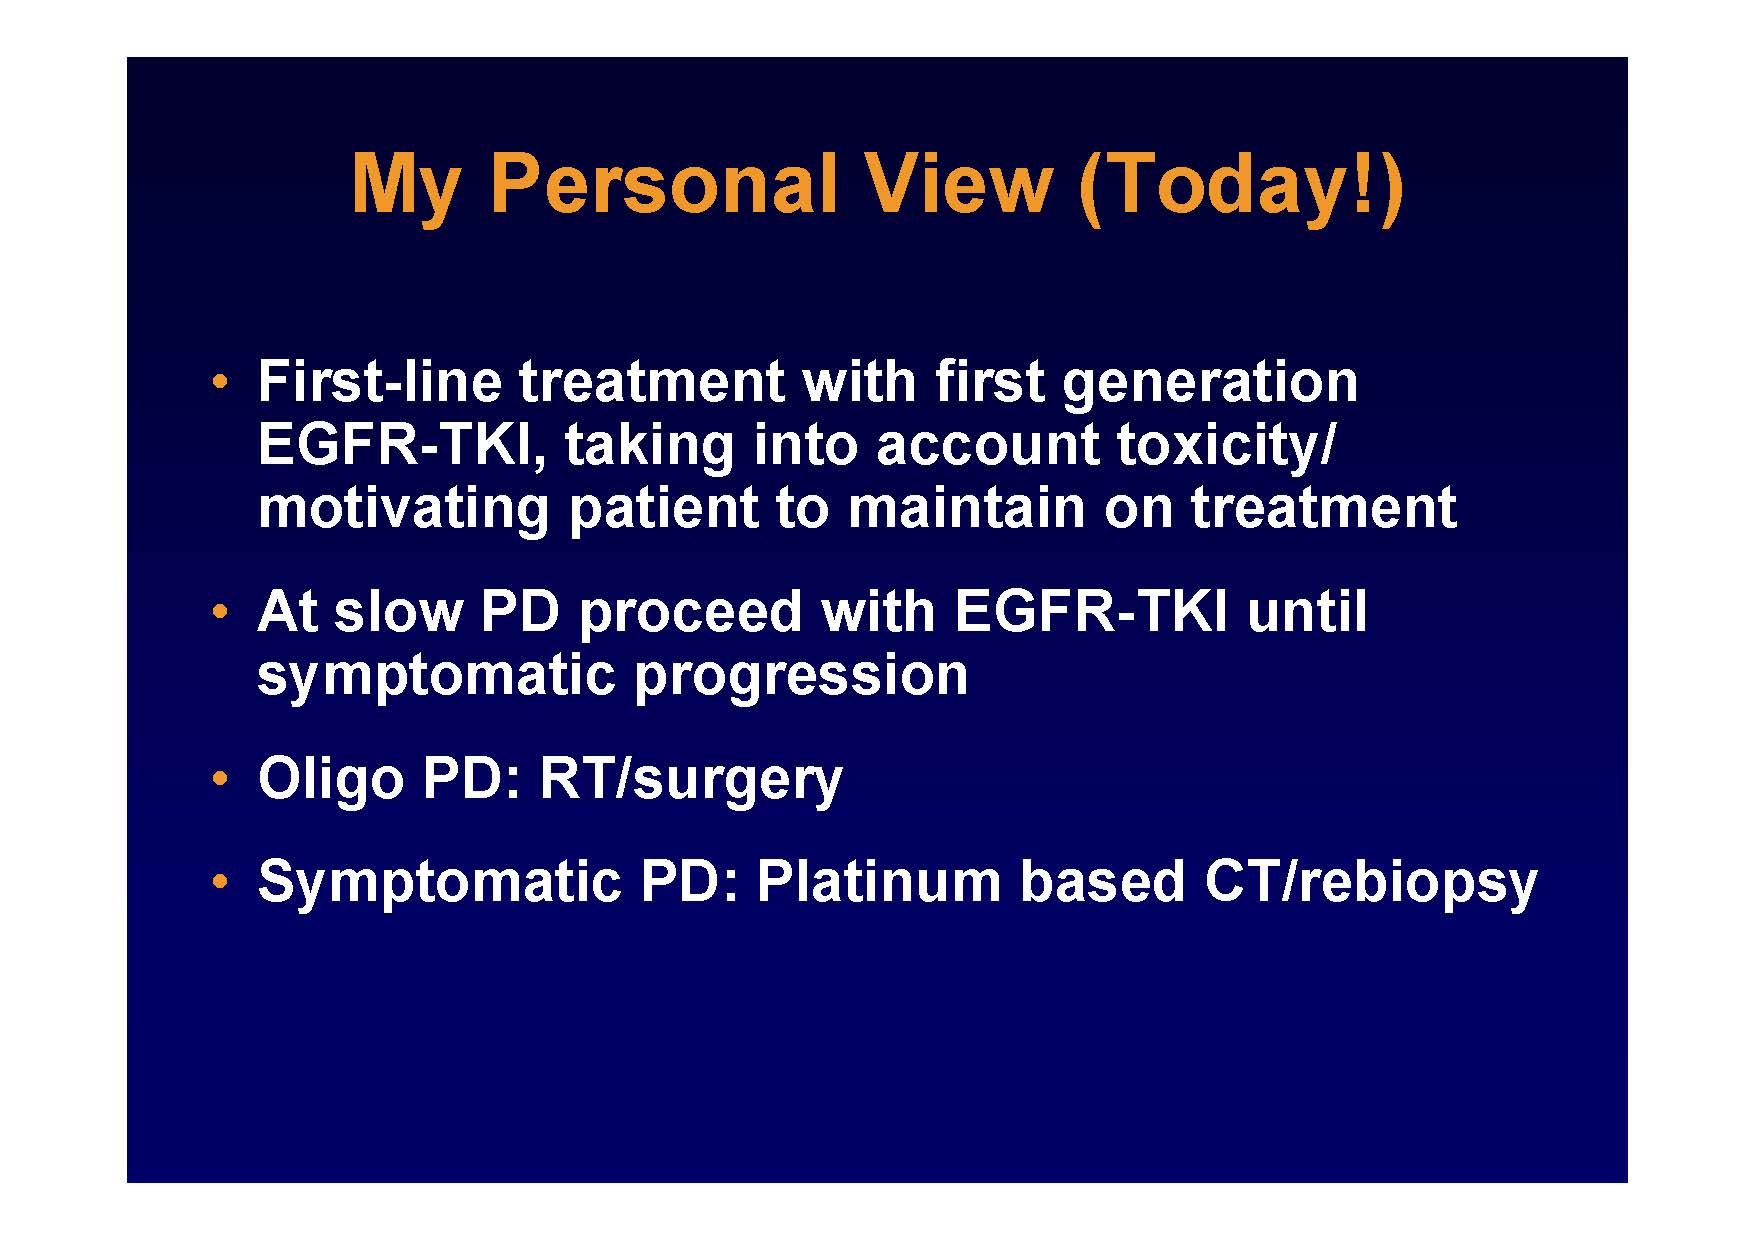 My Personal View (Today!)
• First-line treatment with first generation
EGFR-TKI, taking into account toxicity/
motivating patient to maintain on treatment
• At slow PD proceed with EGFR-TKI until
symptomatic progression
• Oligo PD: RT/surgery
• Symptomatic PD: Platinum based CT/rebiopsy